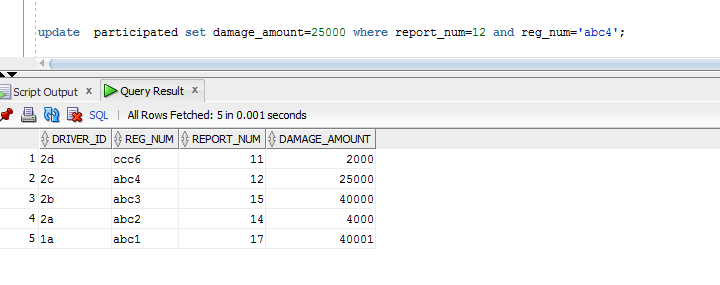 update  participated set damage_amount=25000 where report_num=12 and reg_num='abc4';
Script Output x Query Result x
SQL All Rows Fetched: 5 in 0.001 seconds
DRIVER_ID REG_NUM REPORT_NUM DAMAGE_AMOUNT
1 2d ccc6 11 2000
2 2c abc4 12 25000
3 2b abc3 15 40000
4 2a abc2 14 4000
5 1a abc1 17 40001